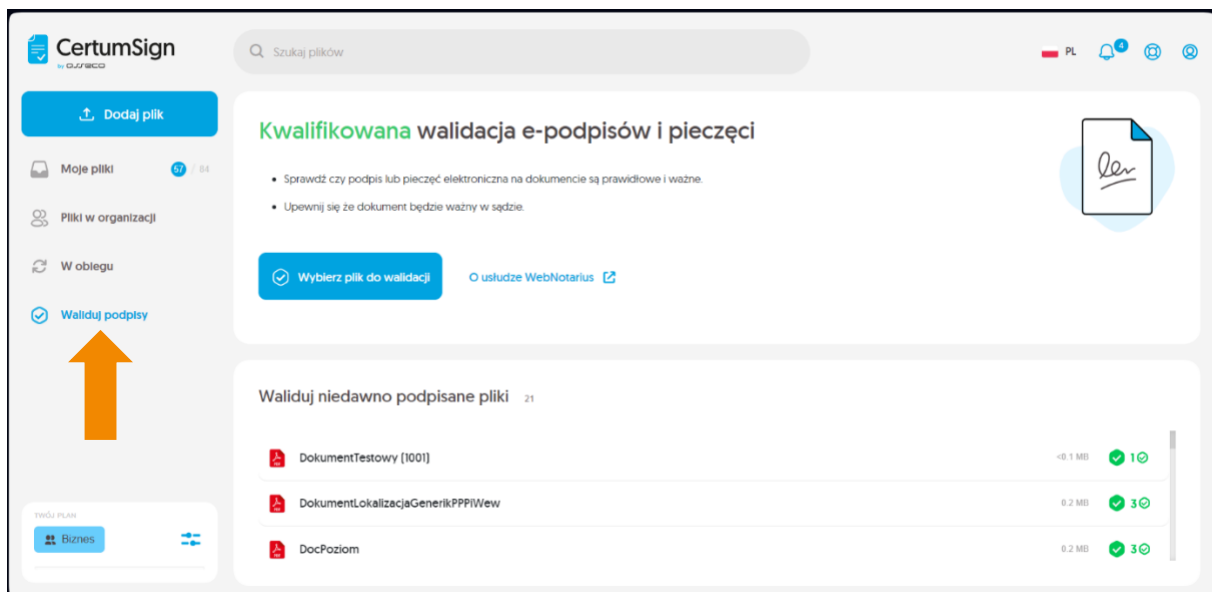 CertumSign
by asseco
Szukaj plików
PL
4
Dodaj plik
Moje pliki 57 / 84
Pliki w organizacji
W obiegu
Waliduj podpisy
Kwalifikowana walidacja e-podpisów i pieczęci
• Sprawdź czy podpis lub pieczęć elektroniczna na dokumencie są prawidłowe i ważne.
• Upewnij się że dokument będzie ważny w sądzie.
Wybierz plik do walidacji
O usłudze WebNotarius
Waliduj niedawno podpisane pliki 21
DokumentTestowy (1001) <0.1 MB 1
DokumentLokalizacjaGenerikPPPiWew 0.2 MB 3
DocPoziom 0.2 MB 3
TWÓJ PLAN
Biznes